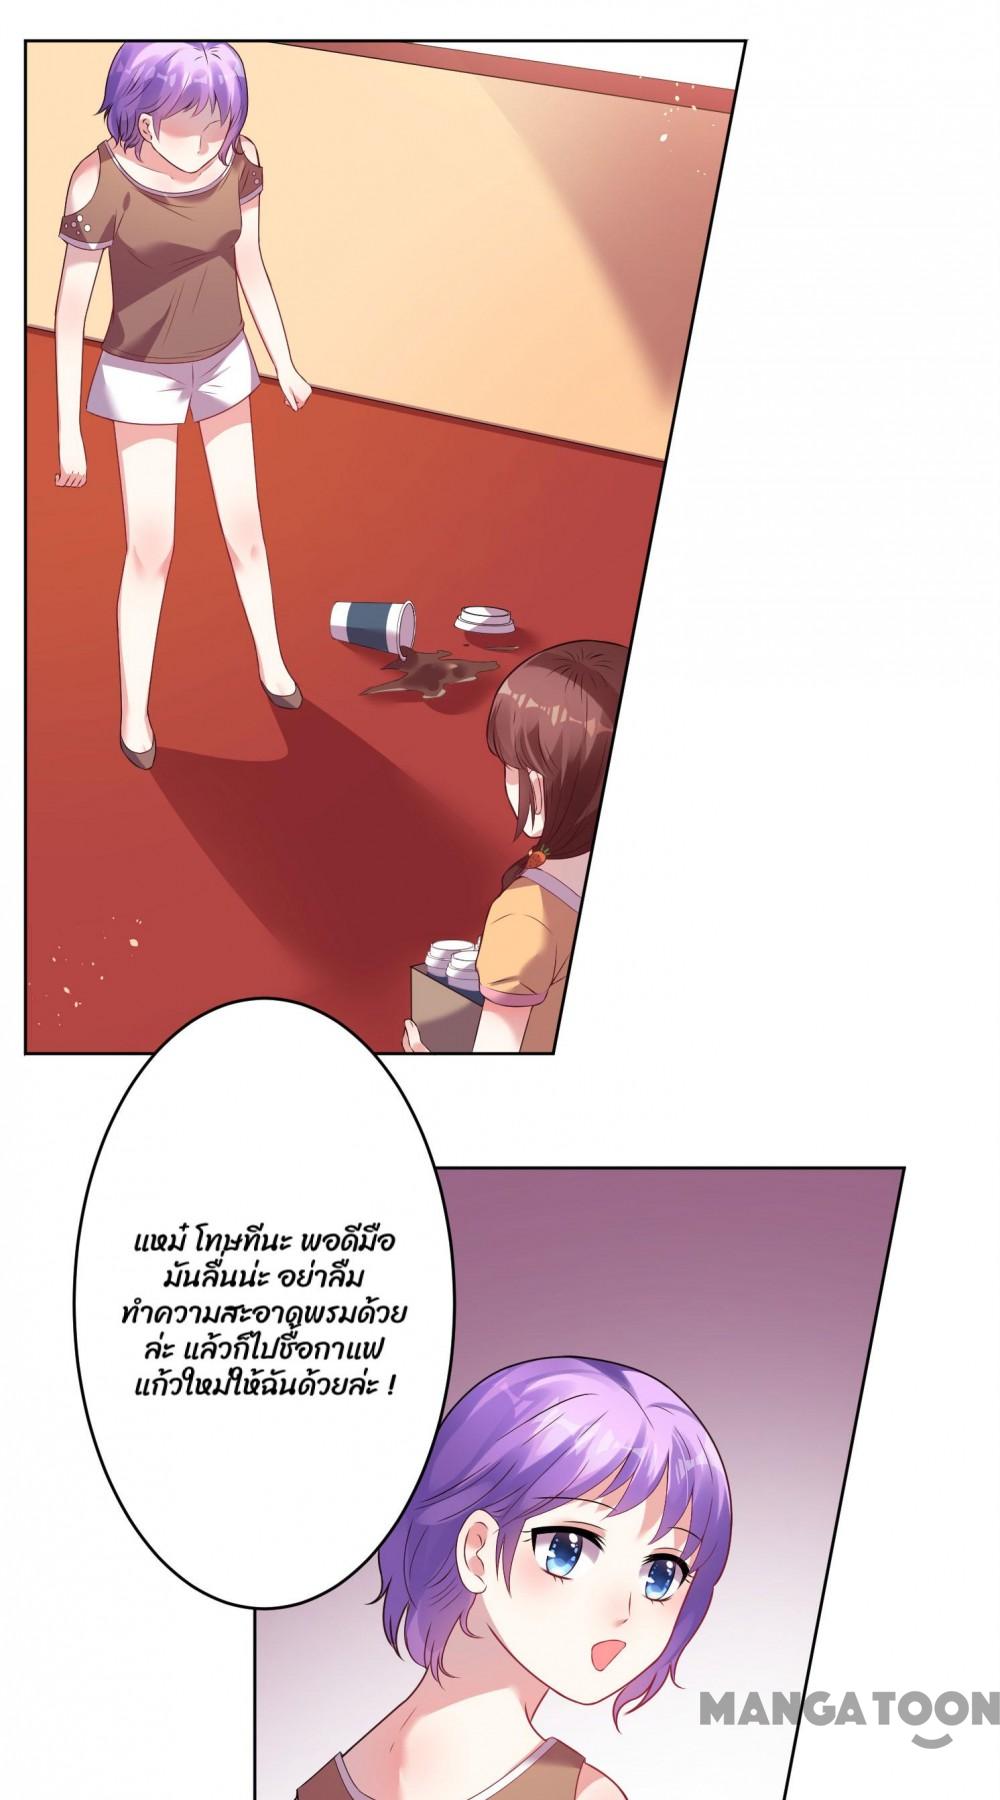 แหม๋ โทษทีนะ พอดีมือ
มันลื่นน่ะ อย่าลืม
ทำความสะอาดพรมด้วย
ล่ะ แล้วก็ไปซื้อกาแฟ
แก้วใหม่ให้ฉันด้วยล่ะ !
MANGATOON